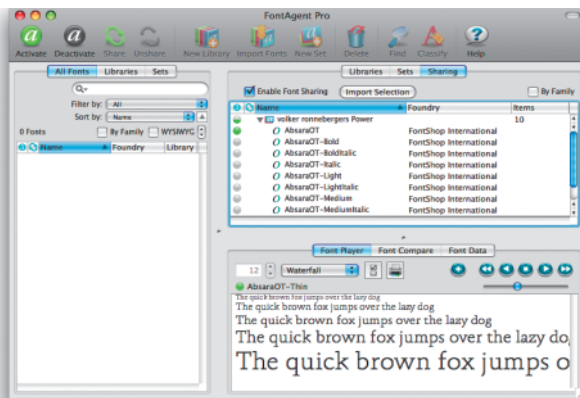 FontAgent Pro
Activate Deactivate Share Unshare New Library Import Fonts New Set Delete Find Classify Help
All Fonts Libraries Sets
Filter by: All
Sort by: Name A
0 Fonts By Family WYSIWYG
Name Foundry Library
Libraries Sets Sharing
Enable Font Sharing Import Selection By Family
Name Foundry Items
volker ronnebergers Power 10
AbsaraOT FontShop International
AbsaraOT-Bold FontShop International
AbsaraOT-BoldItalic FontShop International
AbsaraOT-Italic FontShop International
AbsaraOT-Light FontShop International
AbsaraOT-LightItalic FontShop International
AbsaraOT-Medium FontShop International
AbsaraOT-MediumItalic FontShop International
Font Player Font Compare Font Data
12 Waterfall
AbsaraOT-Thin
The quick brown fox jumps over the lazy dog
The quick brown fox jumps over the lazy dog
The quick brown fox jumps over the lazy dog
The quick brown fox jumps over the lazy do
The quick brown fox jumps o